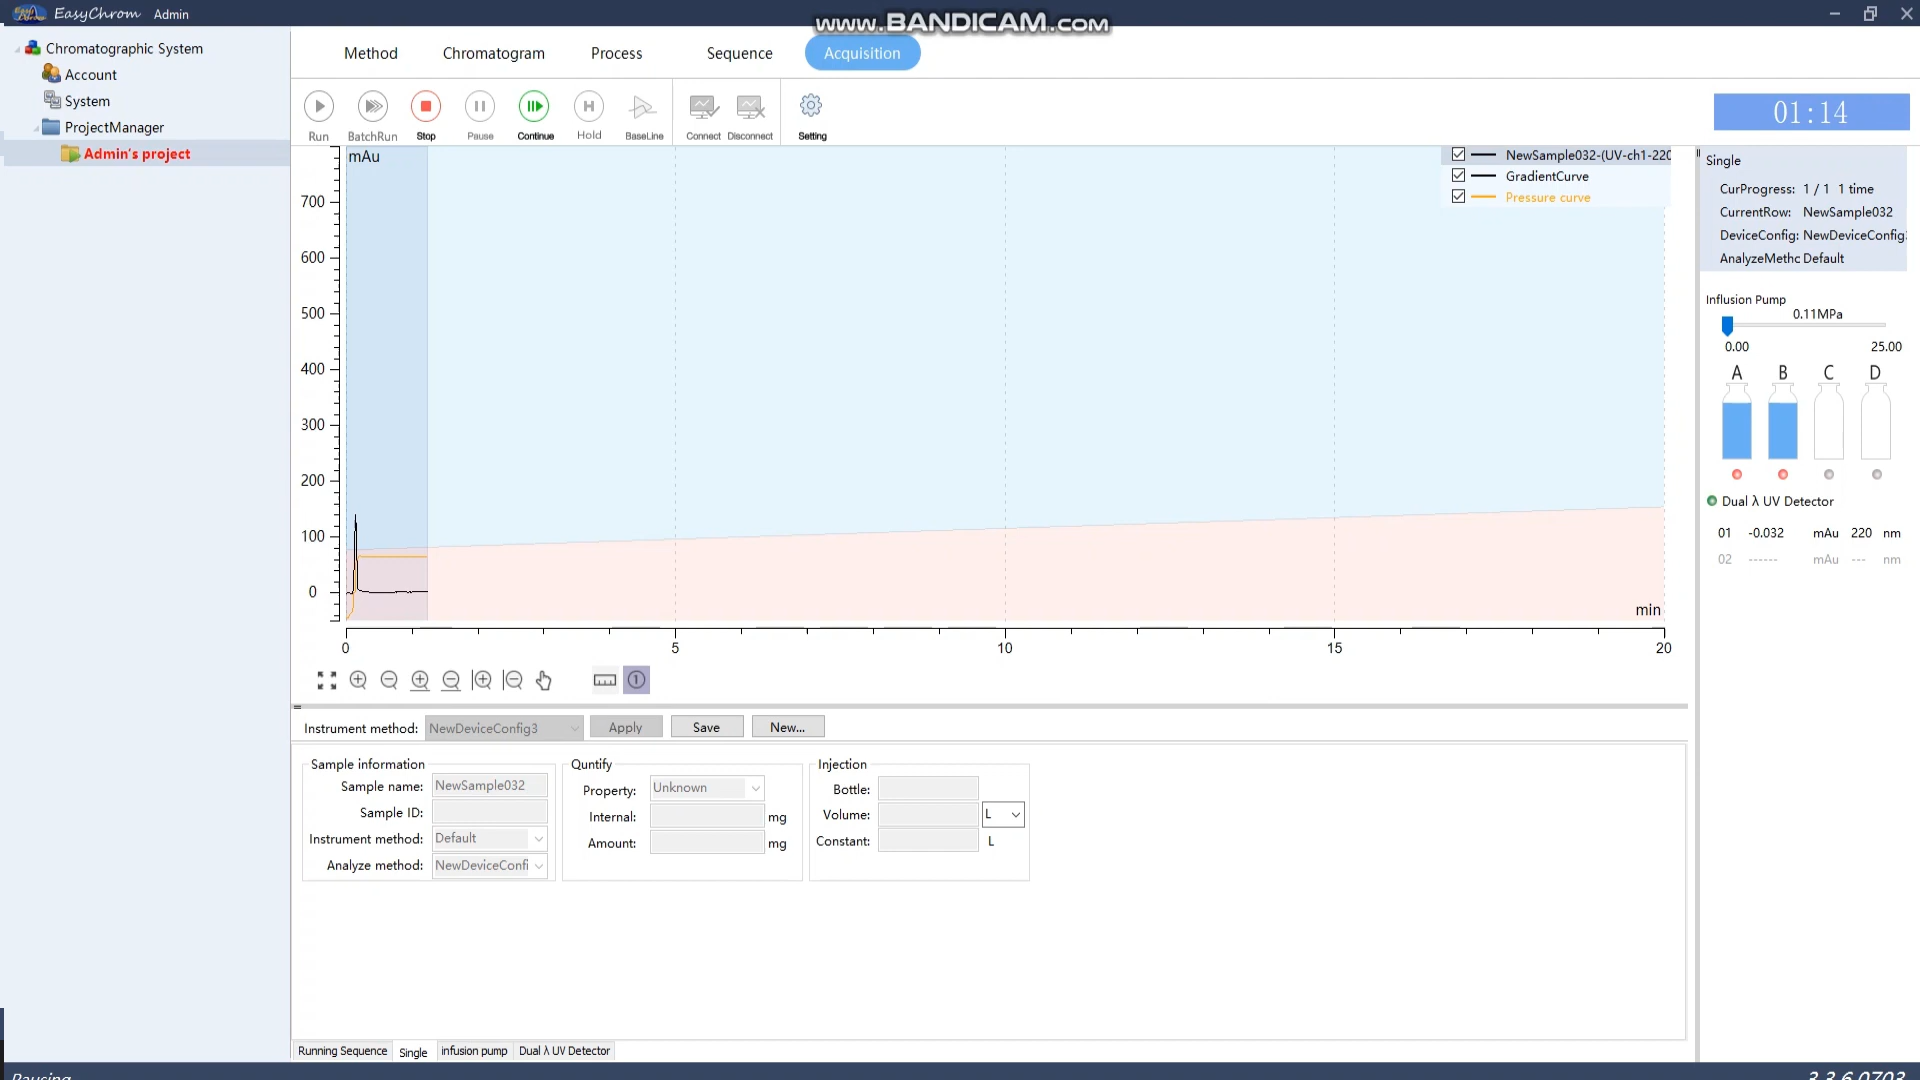 EasyChrom Admin
www.BANDICAM.com
Chromatographic System
Account
System
ProjectManager
Admin's project
Method Chromatogram Process Sequence Acquisition
Run BatchRun Stop Pause Continue Hold BaseLine Connect Disconnect Setting
01:14
mAu
700
600
500
400
300
200
100
0
NewSample032-(UV-ch1-220
GradientCurve
Pressure curve
min
0 5 10 15 20
Single
CurProgress: 1 / 1 1 time
CurrentRow: NewSample032
DeviceConfig: NewDeviceConfig
AnalyzeMethc Default
Influsion Pump
0.11MPa
0.00 25.00
A B C D
Dual λ UV Detector
01 -0.032 mAu 220 nm
02 ------ mAu --- nm
Instrument method: NewDeviceConfig3 Apply Save New...
Sample information
Sample name: NewSample032
Sample ID:
Instrument method: Default
Analyze method: NewDeviceConfi
Quntify
Property: Unknown
Internal: mg
Amount: mg
Injection
Bottle:
Volume: L
Constant: L
Running Sequence Single infusion pump Dual λ UV Detector
Pausing
3.3.6.0703